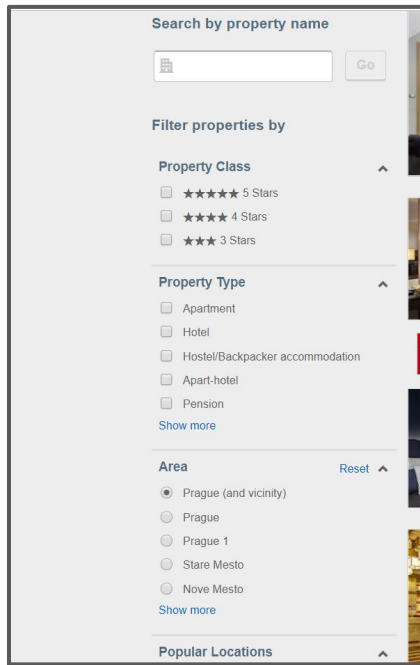 Search by property name
Go
Filter properties by
Property Class
★★★★★ 5 Stars
★★★★ 4 Stars
★★★ 3 Stars
Property Type
Apartment
Hotel
Hostel/Backpacker accommodation
Apart-hotel
Pension
Show more
Area Reset
Prague (and vicinity)
Prague
Prague 1
Stare Mesto
Nove Mesto
Show more
Popular Locations